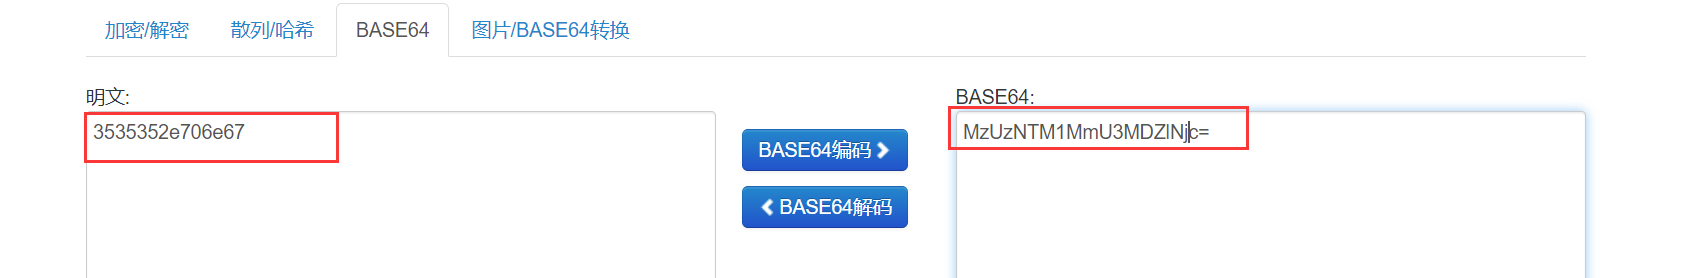 加密/解密 散列/哈希 BASE64 图片/BASE64转换
明文: BASE64:
3535352e706e67 MzUzNTM1MmU3MDZlNjc=
BASE64编码
BASE64解码